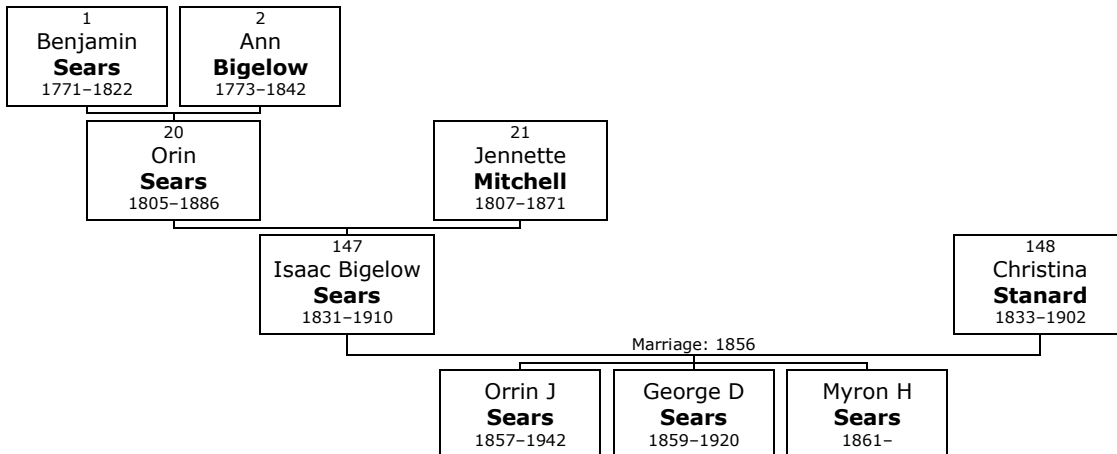 1
Benjamin
Sears
1771–1822
2
Ann
Bigelow
1773–1842
20
Orin
Sears
1805–1886
21
Jennette
Mitchell
1807–1871
147
Isaac Bigelow
Sears
1831–1910
148
Christina
Stanard
1833–1902
Marriage: 1856
Orrin J
Sears
1857–1942
George D
Sears
1859–1920
Myron H
Sears
1861–